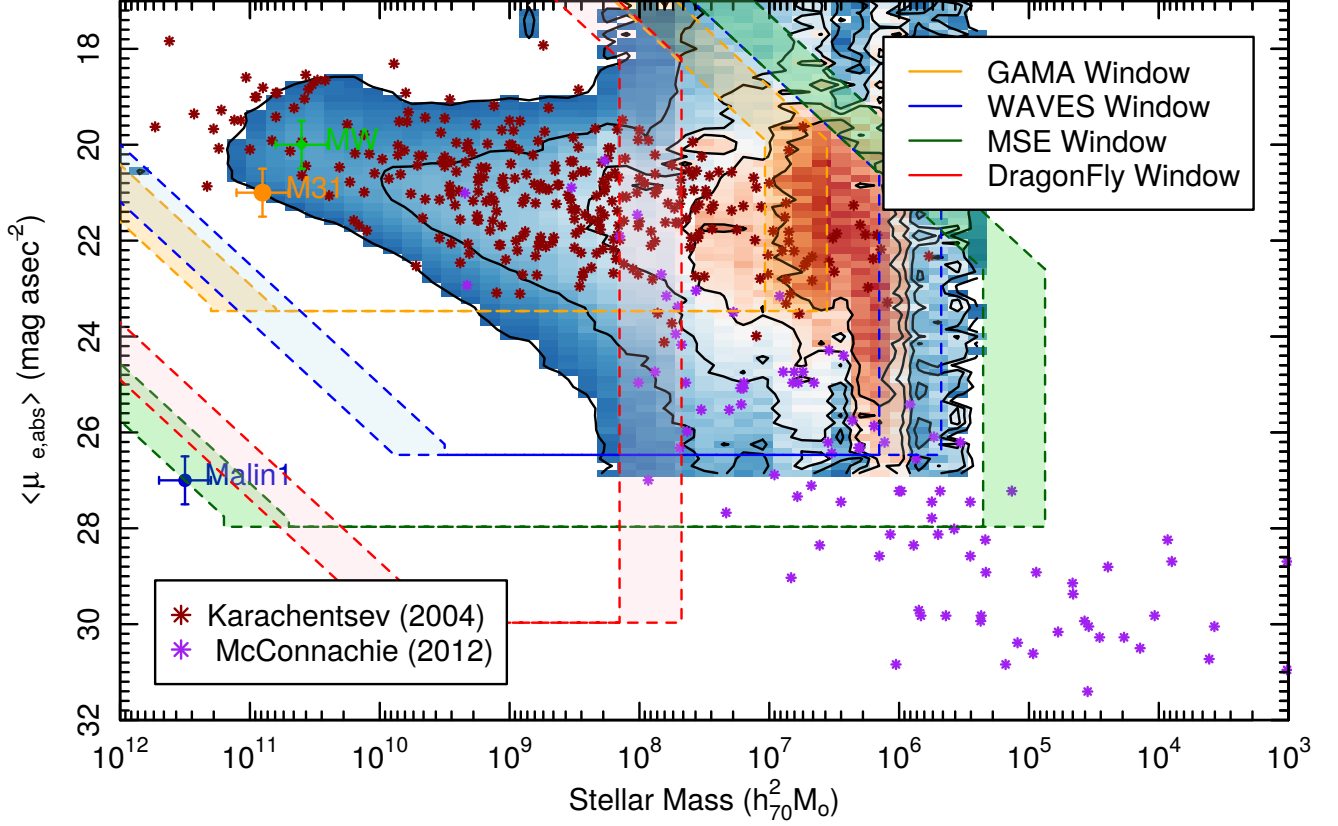 18
20
22
24
26
28
30
32
<μ e,abs> (mag asec⁻²)
GAMA Window
WAVES Window
MSE Window
DragonFly Window
MW
M31
Malin1
Karachentsev (2004)
McConnachie (2012)
10¹² 10¹¹ 10¹⁰ 10⁹ 10⁸ 10⁷ 10⁶ 10⁵ 10⁴ 10³
Stellar Mass (h²₇₀Mₒ)